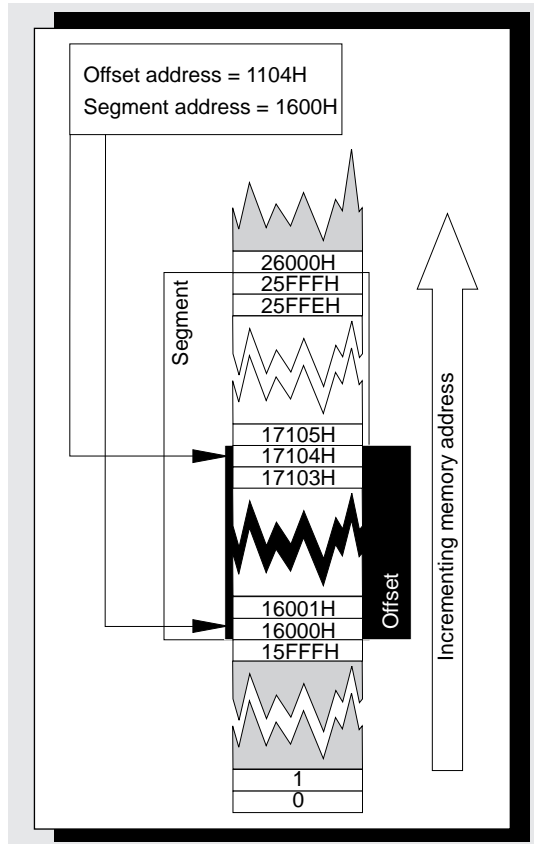 Offset address = 1104H
Segment address = 1600H
26000H
25FFFH
25FFEH
Segment
17105H
17104H
17103H
Incrementing memory address
16001H
16000H
15FFFH
Offset
1
0